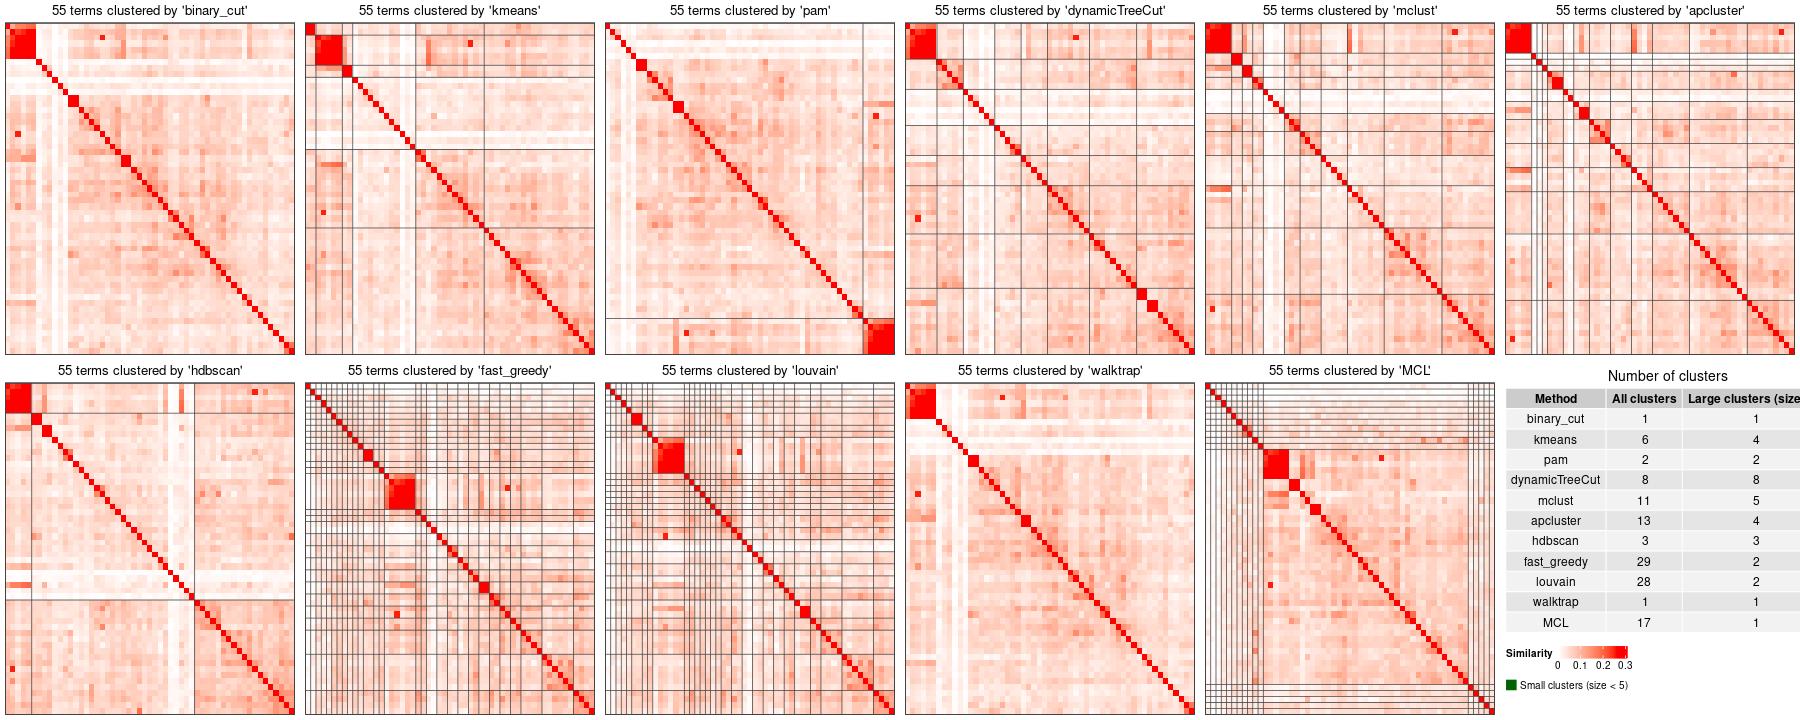 55 terms clustered by 'binary_cut'
55 terms clustered by 'kmeans'
55 terms clustered by 'pam'
55 terms clustered by 'dynamicTreeCut'
55 terms clustered by 'mclust'
55 terms clustered by 'apcluster'
55 terms clustered by 'hdbscan'
55 terms clustered by 'fast_greedy'
55 terms clustered by 'louvain'
55 terms clustered by 'walktrap'
55 terms clustered by 'MCL'
Number of clusters
Method All clusters Large clusters (size
binary_cut 1 1
kmeans 6 4
pam 2 2
dynamicTreeCut 8 8
mclust 11 5
apcluster 13 4
hdbscan 3 3
fast_greedy 29 2
louvain 28 2
walktrap 1 1
MCL 17 1
Similarity
0 0.1 0.2 0.3
Small clusters (size < 5)